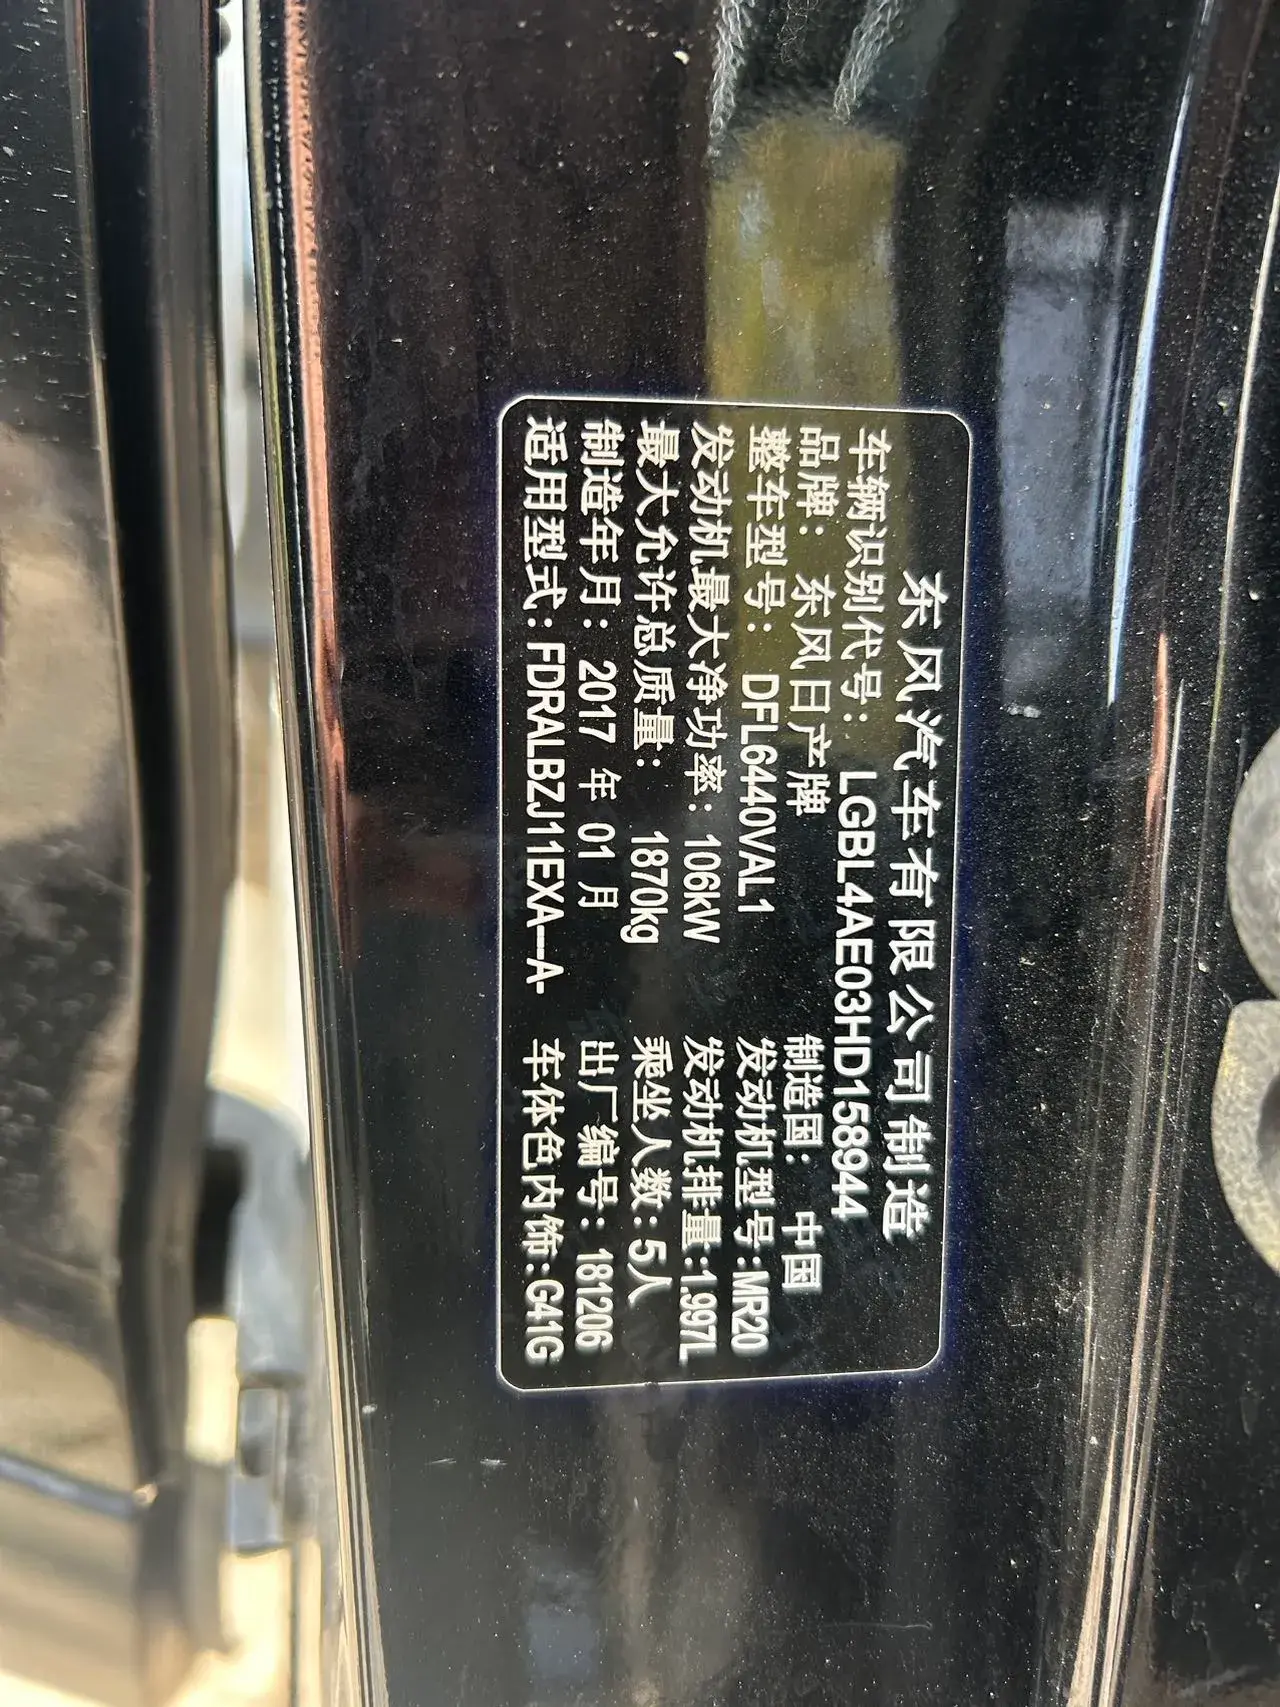 东风汽车有限公司制造
车辆识别代号: LGBL4AE03HD158944
品牌: 东风日产牌 制造国: 中国
整车型号: DFL6440VAL1 发动机型号:MR20
发动机最大净功率: 106kW 发动机排量:1.997L
最大允许总质量: 1870kg 乘坐人数:5人
制造年月: 2017 年 01 月 出厂编号:181206
适用型式:FDRALBZJ11EXA—A- 车体色内饰:G41G